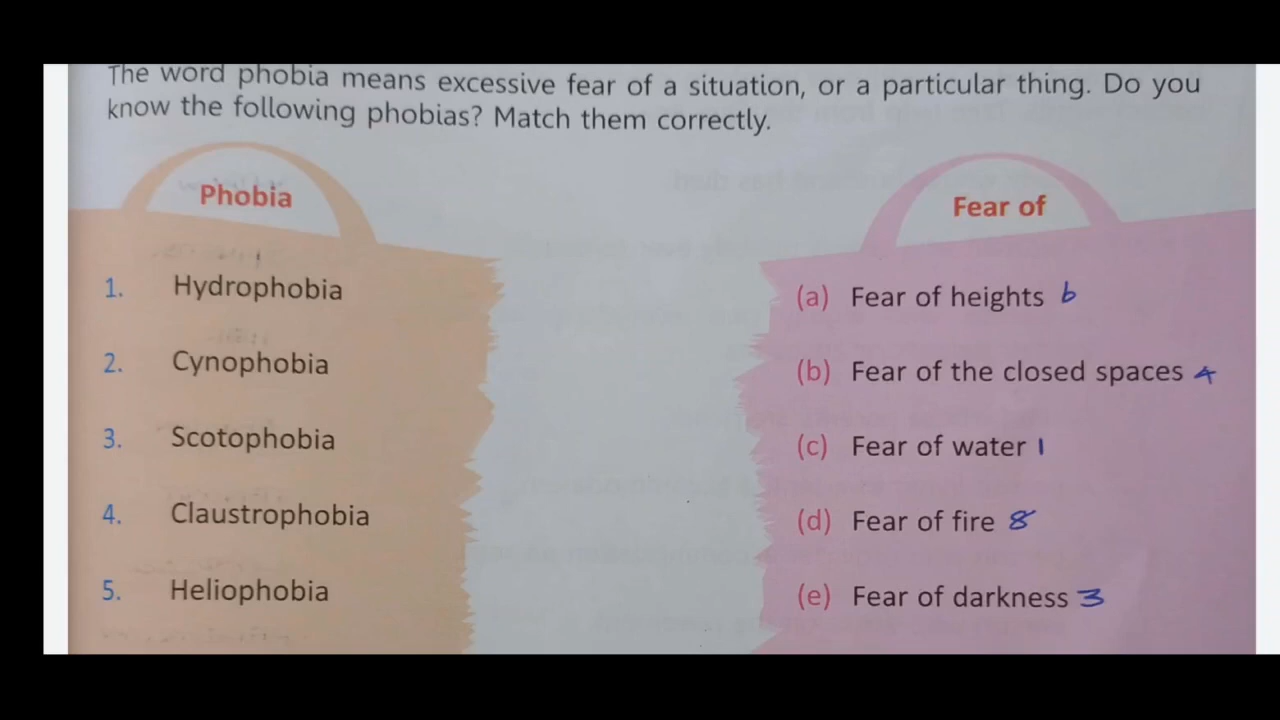 The word phobia means excessive fear of a situation, or a particular thing. Do you
know the following phobias? Match them correctly.
Phobia
1. Hydrophobia
2. Cynophobia
3. Scotophobia
4. Claustrophobia
5. Heliophobia
Fear of
(a) Fear of heights 6
(b) Fear of the closed spaces 4
(c) Fear of water 1
(d) Fear of fire 8
(e) Fear of darkness 3